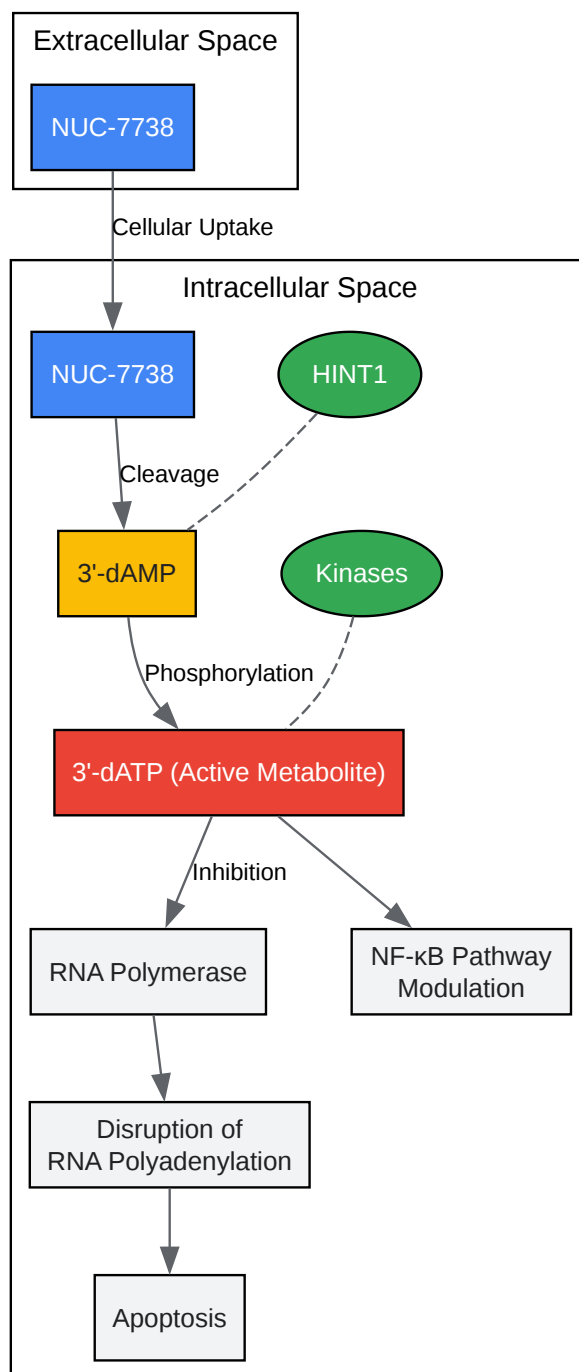 Extracellular Space
NUC-7738
Cellular Uptake
Intracellular Space
NUC-7738
HINT1
Cleavage
3'-dAMP
Kinases
Phosphorylation
3'-dATP (Active Metabolite)
Inhibition
RNA Polymerase
NF-κB Pathway
Modulation
Disruption of
RNA Polyadenylation
Apoptosis